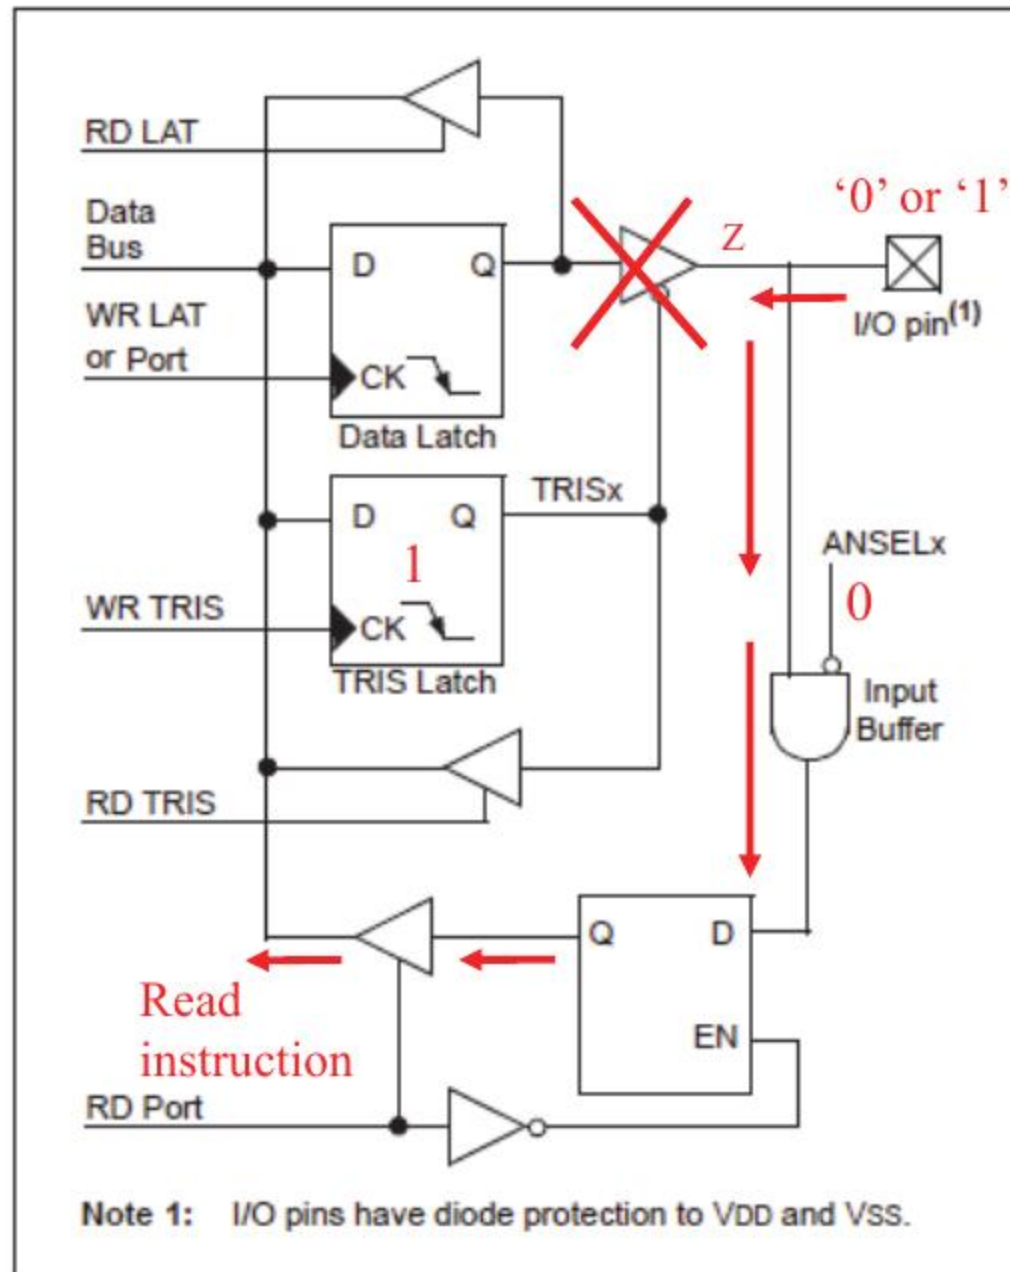 RD LAT
Data
Bus
WR LAT
or Port
D
Q
CK
Data Latch
z
‘0’ or ‘1’
I/O pin(1)
D
Q
TRISx
1
CK
WR TRIS
TRIS Latch
ANSELx
0
Input
Buffer
RD TRIS
Q
D
EN
Read
instruction
RD Port
Note 1: I/O pins have diode protection to VDD and VSS.